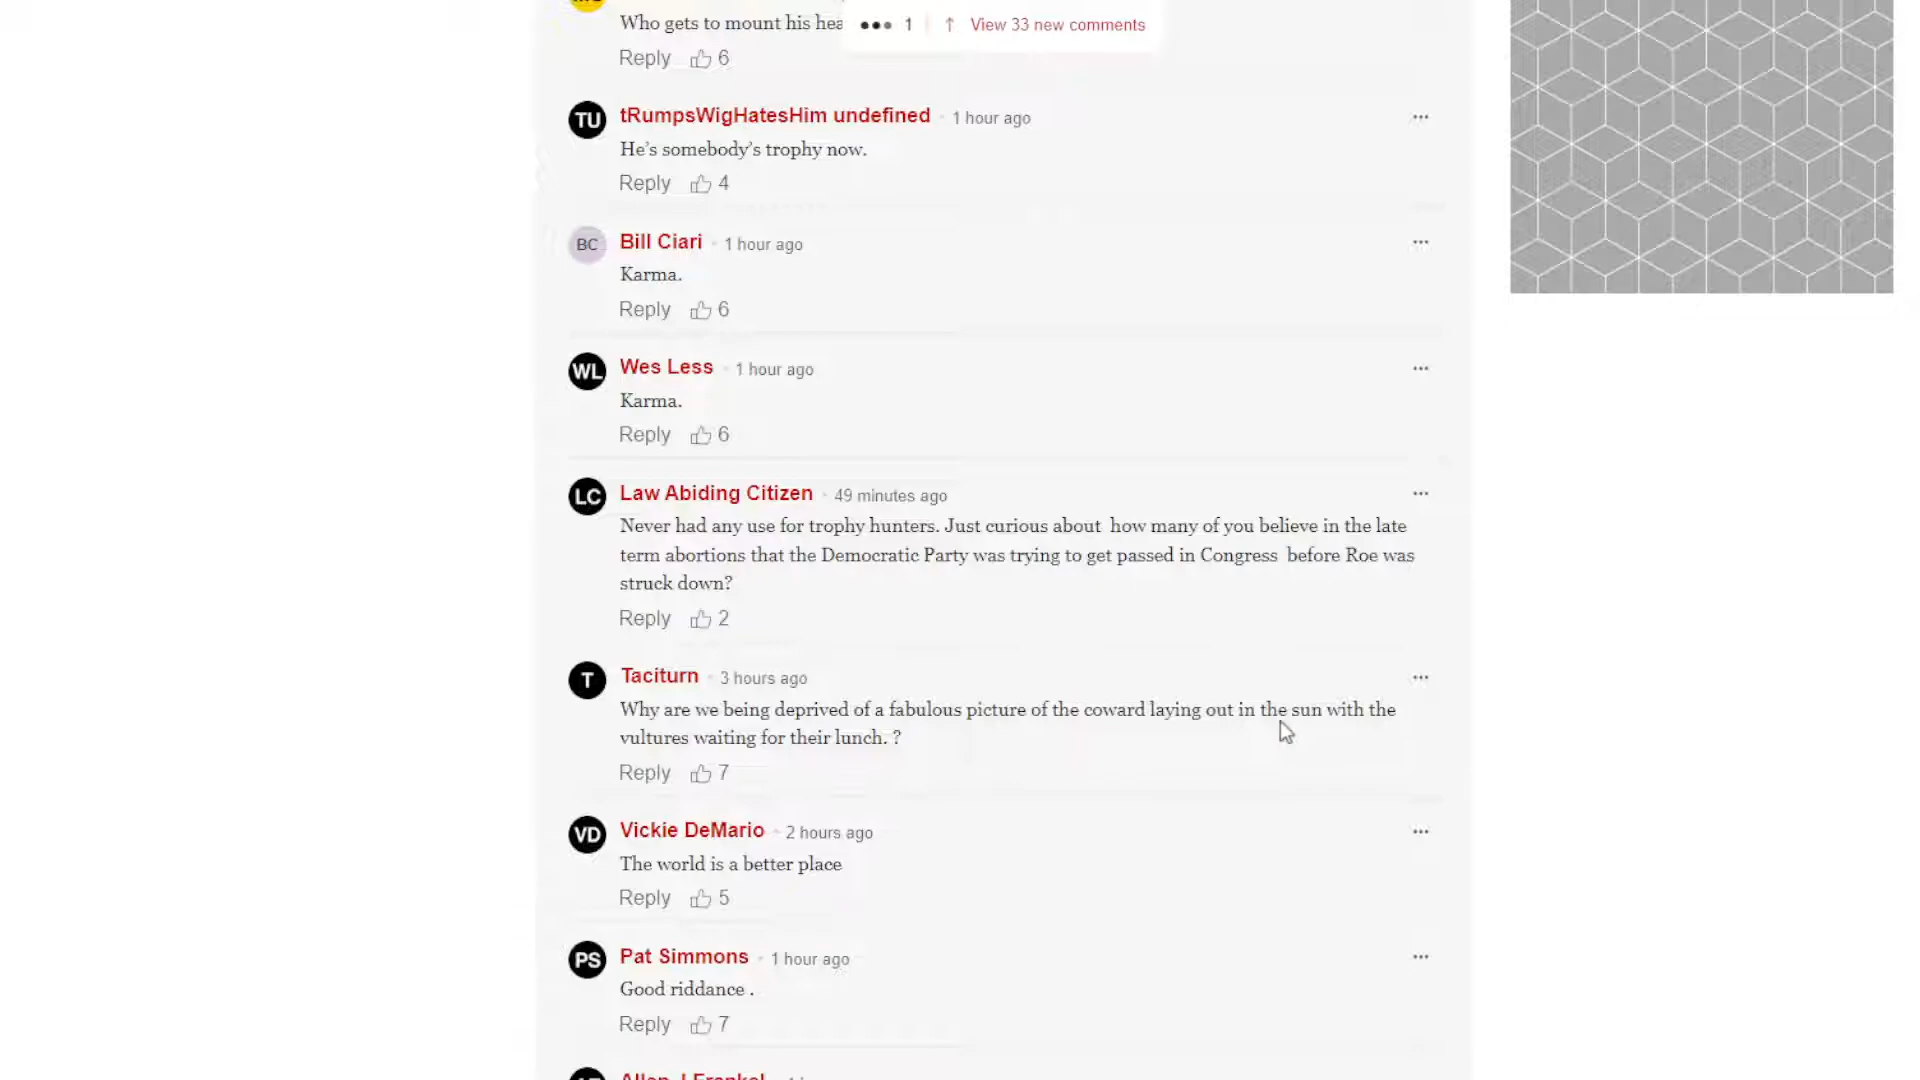 Who gets to mount his hea
1 View 33 new comments
Reply 6
TU tRumpsWigHatesHim undefined · 1 hour ago
He's somebody's trophy now.
Reply 4
BC Bill Ciari · 1 hour ago
Karma.
Reply 6
WL Wes Less · 1 hour ago
Karma.
Reply 6
LC Law Abiding Citizen · 49 minutes ago
Never had any use for trophy hunters. Just curious about how many of you believe in the late
term abortions that the Democratic Party was trying to get passed in Congress before Roe was
struck down?
Reply 2
T Taciturn · 3 hours ago
Why are we being deprived of a fabulous picture of the coward laying out in the sun with the
vultures waiting for their lunch. ?
Reply 7
VD Vickie DeMario · 2 hours ago
The world is a better place
Reply 5
PS Pat Simmons · 1 hour ago
Good riddance .
Reply 7